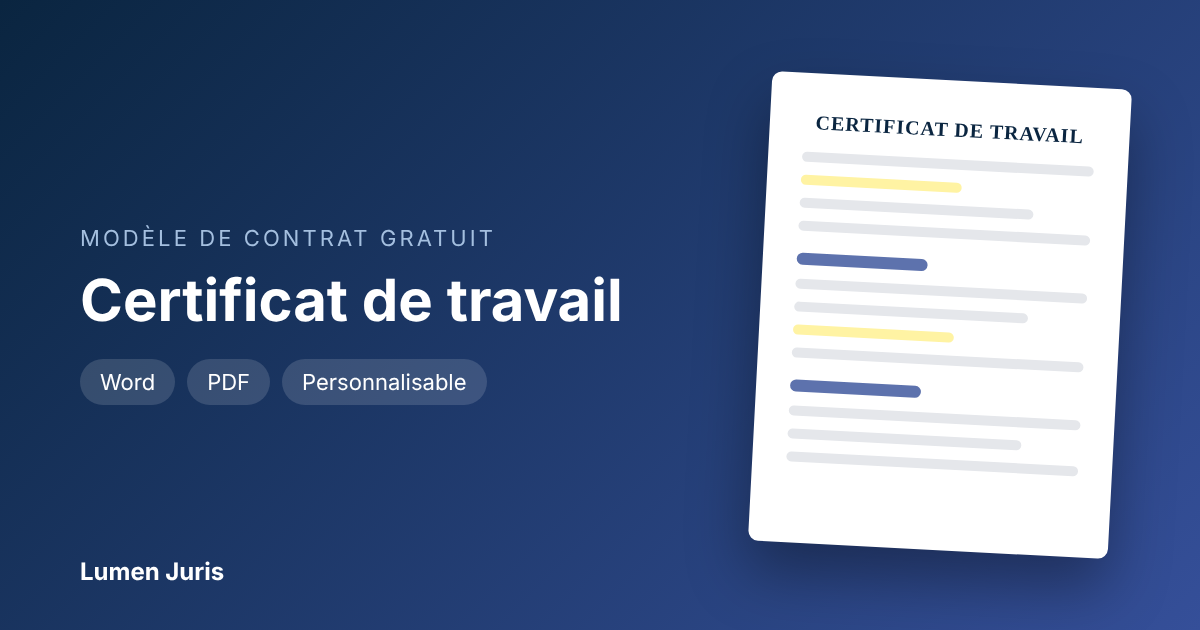 MODÈLE DE CONTRAT GRATUIT
Certificat de travail
Word PDF Personnalisable
Lumen Juris
CERTIFICAT DE TRAVAIL